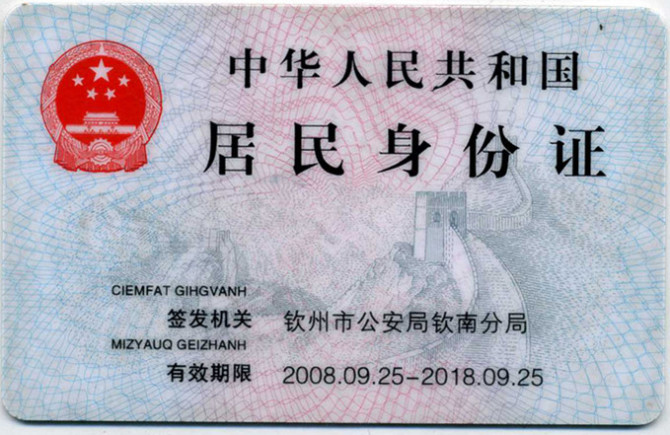 中华人民共和国
居民身份证
CIEMFAT GIHGVANH
签发机关 钦州市公安局钦南分局
MIZYAUQ GEIZHANH
有效期限 2008.09.25-2018.09.25